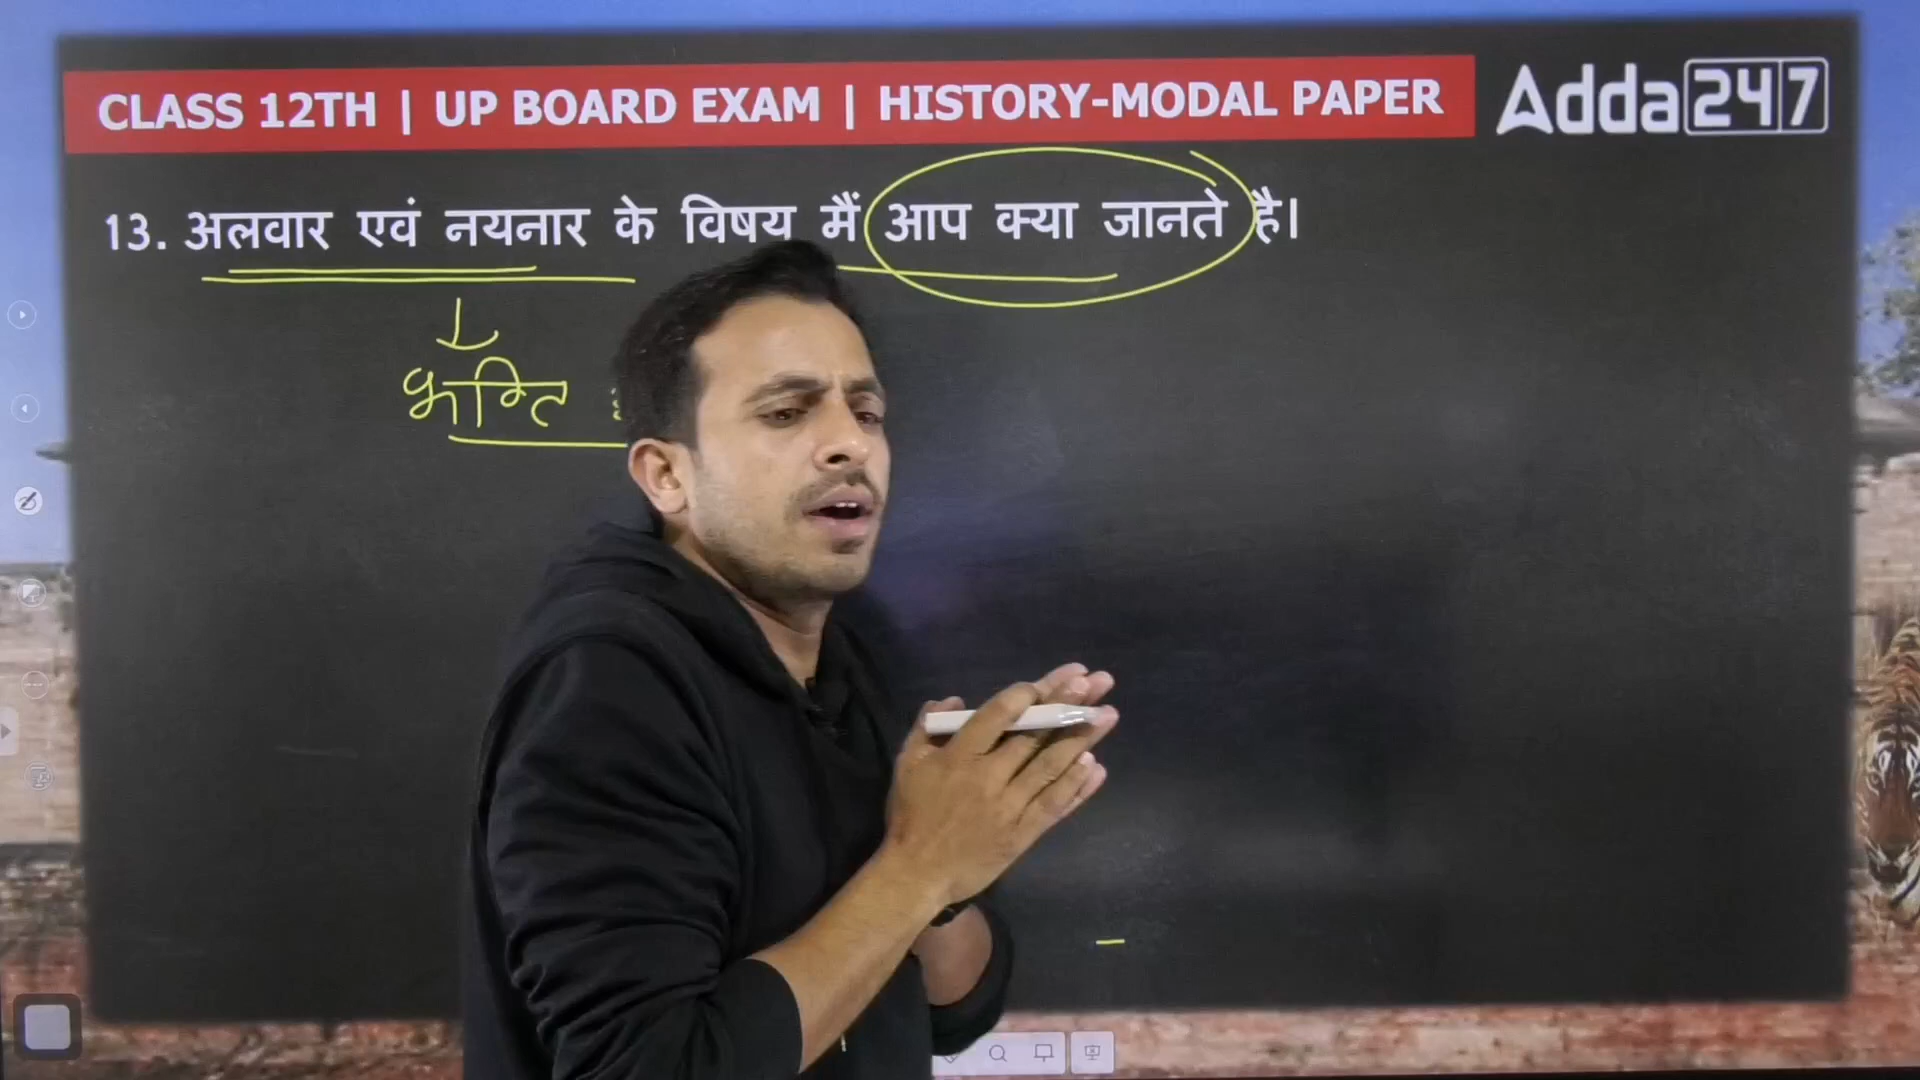 CLASS 12TH | UP BOARD EXAM | HISTORY-MODAL PAPER
Adda247
13. अलवार एवं नयनार के विषय मैं आप क्या जानते है।
भक्ति